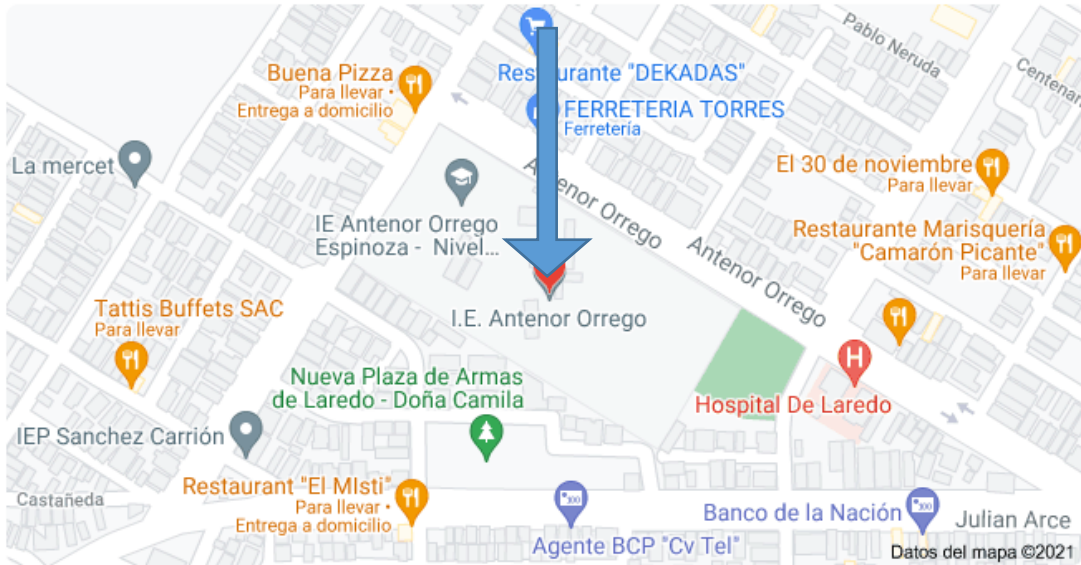 Pablo Neruda
Centenar
Buena Pizza
Para llevar •
Entrega a domicilio
Restaurante "DEKADAS"
FERRETERIA TORRES
Ferretería
La mercet
Antenor Orrego
El 30 de noviembre
Para llevar
IE Antenor Orrego
Espinoza - Nivel...
Antenor Orrego
Restaurante Marisquería
"Camarón Picante"
Para llevar
Tattis Buffets SAC
Para llevar
I.E. Antenor Orrego
H
Nueva Plaza de Armas
de Laredo - Doña Camila
Hospital De Laredo
IEP Sanchez Carrión
Castañeda
Restaurant "El MIsti"
Para llevar •
Entrega a domicilio
Banco de la Nación
Julian Arce
Agente BCP "Cv Tel"
Datos del mapa ©2021